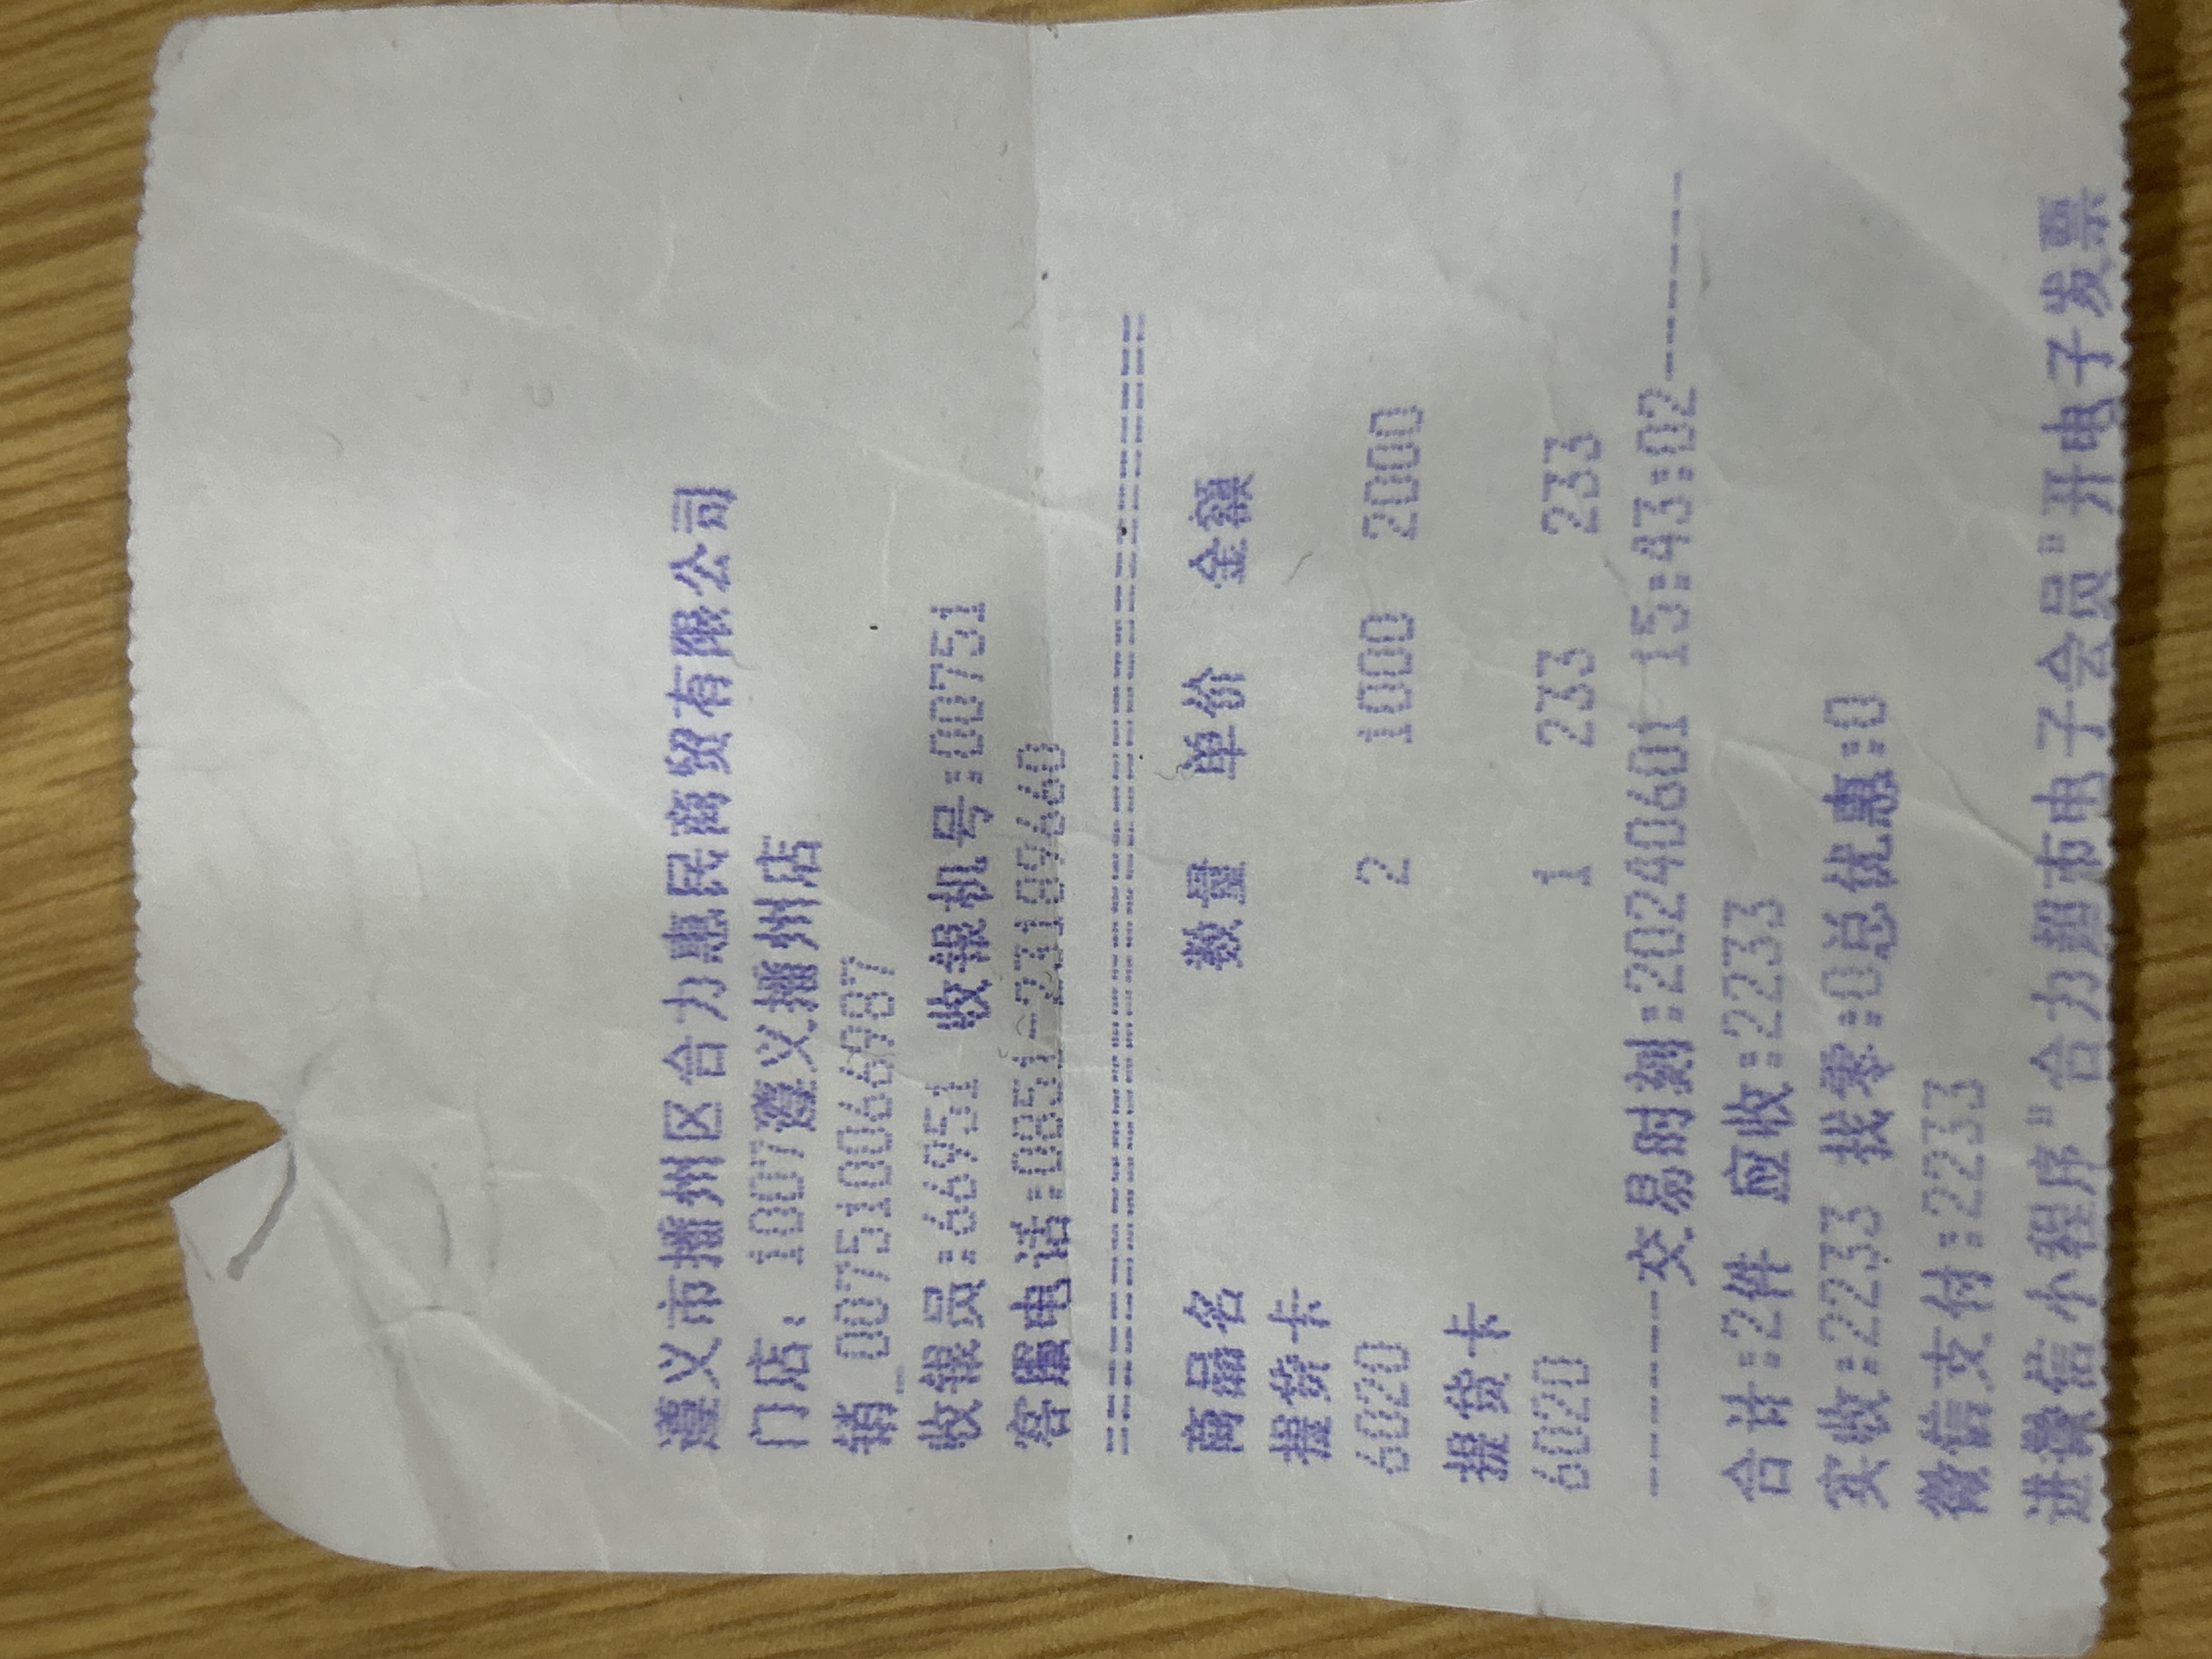 遵义市播州区合力惠民商贸有限公司
门店: 1007遵义播州店
销_007510064987
收银员:64951 收银机号:00751
客服电话:0851-23189660
================================
商品名 数量 单价 金额
提货卡
6020 2 1000 2000
提货卡
6020 1 233 233
--------交易时刻:20240601 15:43:02--------
合计:2件 应收:2233
实收:2233 找零:0总优惠:0
微信支付:2233
进微信小程序"合力超市电子会员"开电子发票